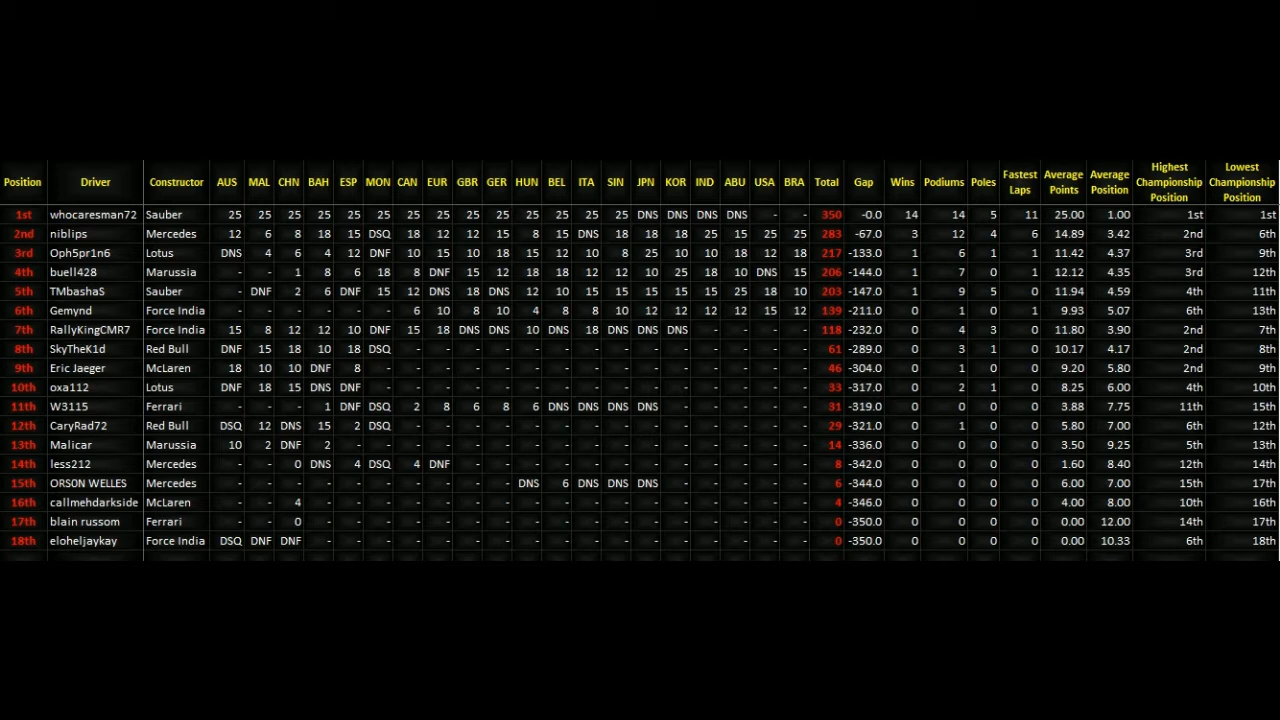 Position Driver Constructor AUS MAL CHN BAH ESP MON CAN EUR GBR GER HUN BEL ITA SIN JPN KOR IND ABU USA BRA Total Gap Wins Podiums Poles Fastest Laps Average Points Average Position Highest Championship Position Lowest Championship Position
1st whocaresman72 Sauber 25 25 25 25 25 25 25 25 25 25 25 25 25 25 DNS DNS DNS DNS - - 350 -0.0 14 14 5 11 25.00 1.00 1st 1st
2nd niblips Mercedes 12 6 8 18 15 DSQ 18 12 12 15 8 15 DNS 18 18 18 25 15 25 25 283 -67.0 3 12 4 6 14.89 3.42 2nd 6th
3rd Oph5pr1n6 Lotus DNS 4 6 4 12 DNF 10 15 10 18 15 12 10 8 25 10 10 18 12 18 217 -133.0 1 6 1 1 11.42 4.37 3rd 9th
4th buell428 Marussia - - 1 8 6 18 8 DNF 15 12 18 18 12 12 10 25 18 10 DNS 15 206 -144.0 1 7 0 1 12.12 4.35 3rd 12th
5th TMbashaS Sauber - DNF 2 6 DNF 15 12 DNS 18 DNS 12 10 15 15 15 15 15 25 18 10 203 -147.0 1 9 5 0 11.94 4.59 4th 11th
6th Gemynd Force India - - - - - - 6 10 8 10 4 8 8 10 12 12 12 12 15 12 139 -211.0 0 1 0 1 9.93 5.07 6th 13th
7th RallyKingCMR7 Force India 15 8 12 12 10 DNF 15 18 DNS DNS 10 DNS 18 DNS DNS DNS - - - - 118 -232.0 0 4 3 0 11.80 3.90 2nd 7th
8th SkyTheK1d Red Bull DNF 15 18 10 18 DSQ - - - - - - - - - - - - - - 61 -289.0 0 3 1 0 10.17 4.17 2nd 8th
9th Eric Jaeger McLaren 18 10 10 DNF 8 - - - - - - - - - - - - - - - 46 -304.0 0 1 0 0 9.20 5.80 2nd 9th
10th oxa112 Lotus DNF 18 15 DNS DNF - - - - - - - - - - - - - - - 33 -317.0 0 2 1 0 8.25 6.00 4th 10th
11th W3115 Ferrari - - - 1 DNF DSQ 2 8 6 8 6 DNS DNS DNS DNS - - - - - 31 -319.0 0 0 0 0 3.88 7.75 11th 15th
12th CaryRad72 Red Bull DSQ 12 DNS 15 2 DSQ - - - - - - - - - - - - - - 29 -321.0 0 1 0 0 5.80 7.00 6th 12th
13th Malicar Marussia 10 2 DNF 2 - - - - - - - - - - - - - - - - 14 -336.0 0 0 0 0 3.50 9.25 5th 13th
14th less212 Mercedes - - 0 DNS 4 DSQ 4 DNF - - - - - - - - - - - - 8 -342.0 0 0 0 0 1.60 8.40 12th 14th
15th ORSON WELLES Mercedes - - - - - - - - - - DNS 6 DNS DNS DNS - - - - - 6 -344.0 0 0 0 0 6.00 7.00 15th 17th
16th callmehdarkside McLaren - - 4 - - - - - - - - - - - - - - - - - 4 -346.0 0 0 0 0 4.00 8.00 10th 16th
17th blain russom Ferrari - - 0 - - - - - - - - - - - - - - - - - 0 -350.0 0 0 0 0 0.00 12.00 14th 17th
18th eloheljaykay Force India DSQ DNF DNF - - - - - - - - - - - - - - - - - 0 -350.0 0 0 0 0 0.00 10.33 6th 18th